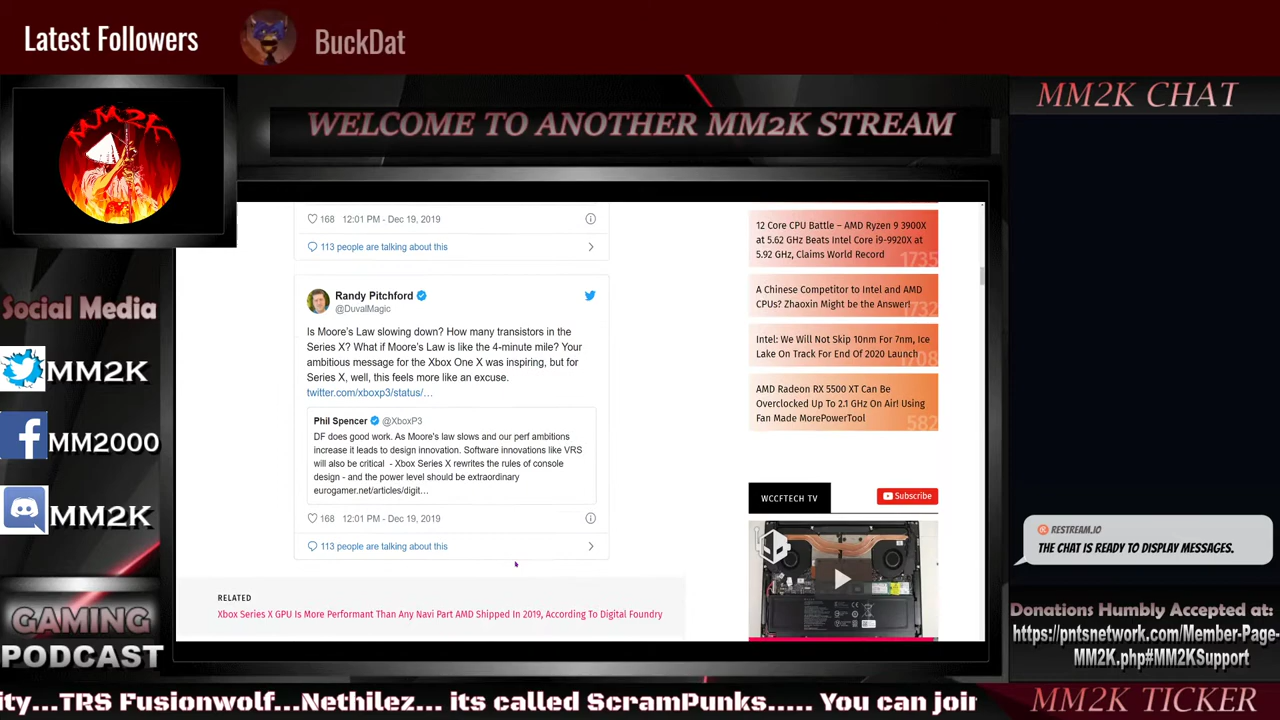 Latest Followers
BuckDat
MM2K
WELCOME TO ANOTHER MM2K STREAM
MM2K CHAT
Social Media
MM2K
MM2000
MM2K
GAMING
PODCAST
168 12:01 PM - Dec 19, 2019
113 people are talking about this
Randy Pitchford
@DuvalMagic
Is Moore's Law slowing down? How many transistors in the
Series X? What if Moore's Law is like the 4-minute mile? Your
ambitious message for the Xbox One X was inspiring, but for
Series X, well, this feels more like an excuse.
twitter.com/xboxp3/status/…
Phil Spencer @XboxP3
DF does good work. As Moore's law slows and our perf ambitions
increase it leads to design innovation. Software innovations like VRS
will also be critical - Xbox Series X rewrites the rules of console
design - and the power level should be extraordinary
eurogamer.net/articles/digit…
168 12:01 PM - Dec 19, 2019
113 people are talking about this
RELATED
Xbox Series X GPU Is More Performant Than Any Navi Part AMD Shipped In 2019, According To Digital Foundry
12 Core CPU Battle – AMD Ryzen 9 3900X
at 5.62 GHz Beats Intel Core i9-9920X at
5.92 GHz, Claims World Record
1735
A Chinese Competitor to Intel and AMD
CPUs? Zhaoxin Might be the Answer!
1732
Intel: We Will Not Skip 10nm For 7nm, Ice
Lake On Track For End Of 2020 Launch
1708
AMD Radeon RX 5500 XT Can Be
Overclocked Up To 2.1 GHz On Air! Using
Fan Made MorePowerTool
582
WCCFTECH TV
Subscribe
RESTREAM.IO
THE CHAT IS READY TO DISPLAY MESSAGES.
Donations Humbly Accepted at:
https://pntsnetwork.com/Member-Page-
MM2K.php#MM2KSupport
ity...TRS Fusionwolf...Nethilez... its called ScramPunks..... You can join
MM2K TICKER